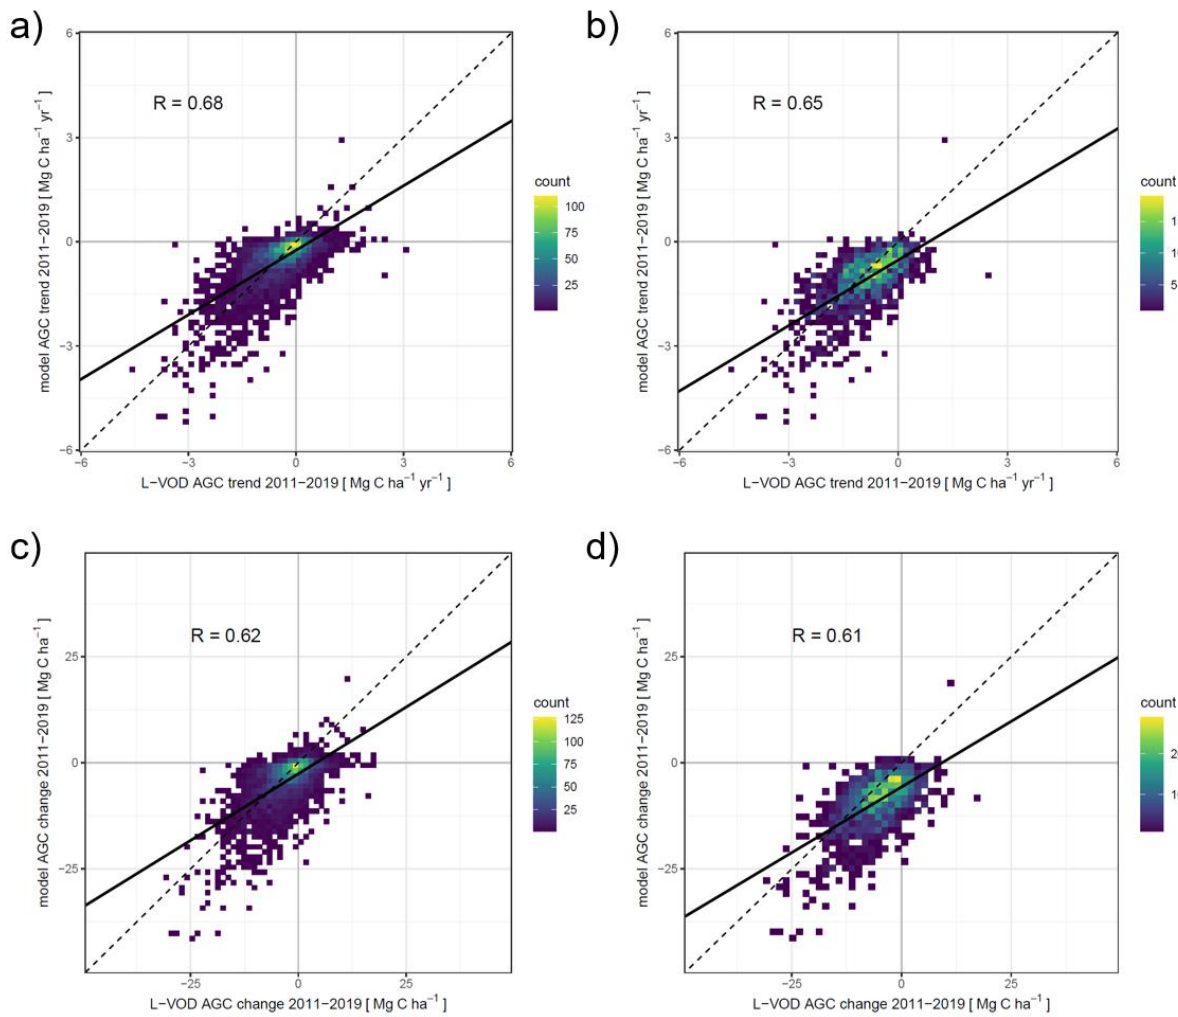 a)
6
3
0
−3
−6
model AGC trend 2011−2019 [ Mg C ha⁻¹ yr⁻¹ ]
R = 0.68
−6
−3
0
3
6
L−VOD AGC trend 2011−2019 [ Mg C ha⁻¹ yr⁻¹ ]
count
100
75
50
25
b)
6
3
0
−3
−6
model AGC trend 2011−2019 [ Mg C ha⁻¹ yr⁻¹ ]
R = 0.65
−6
−3
0
3
6
L−VOD AGC trend 2011−2019 [ Mg C ha⁻¹ yr⁻¹ ]
count
10
5
c)
25
0
−25
model AGC change 2011−2019 [ Mg C ha⁻¹ ]
R = 0.62
−25
0
25
L−VOD AGC change 2011−2019 [ Mg C ha⁻¹ ]
count
125
100
75
50
25
d)
25
0
−25
model AGC change 2011−2019 [ Mg C ha⁻¹ ]
R = 0.61
−25
0
25
L−VOD AGC change 2011−2019 [ Mg C ha⁻¹ ]
count